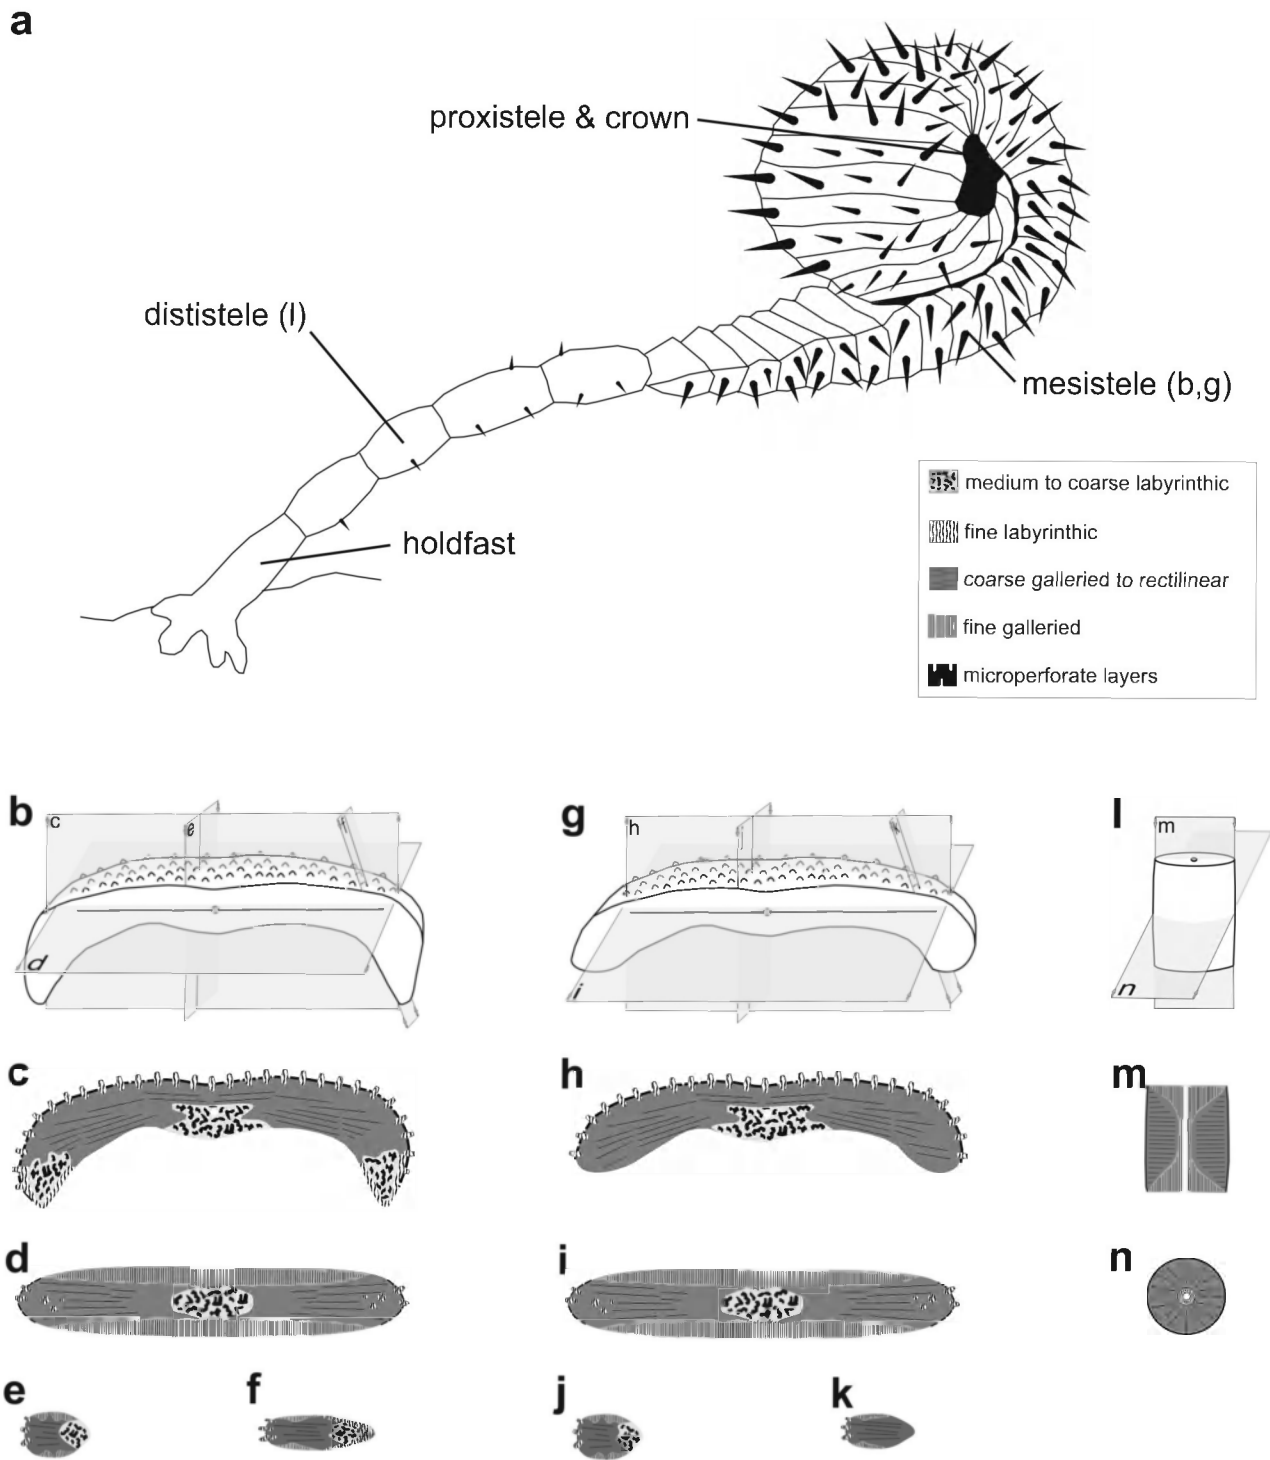 a
proxistele & crown
dististele (l)
mesistele (b,g)
holdfast
medium to coarse labyrinthic
fine labyrinthic
coarse galleried to rectilinear
fine galleried
microperforate layers
b
c
e
f
d
g
h
j
k
i
l
m
n
c
h
m
d
i
n
e
f
j
k